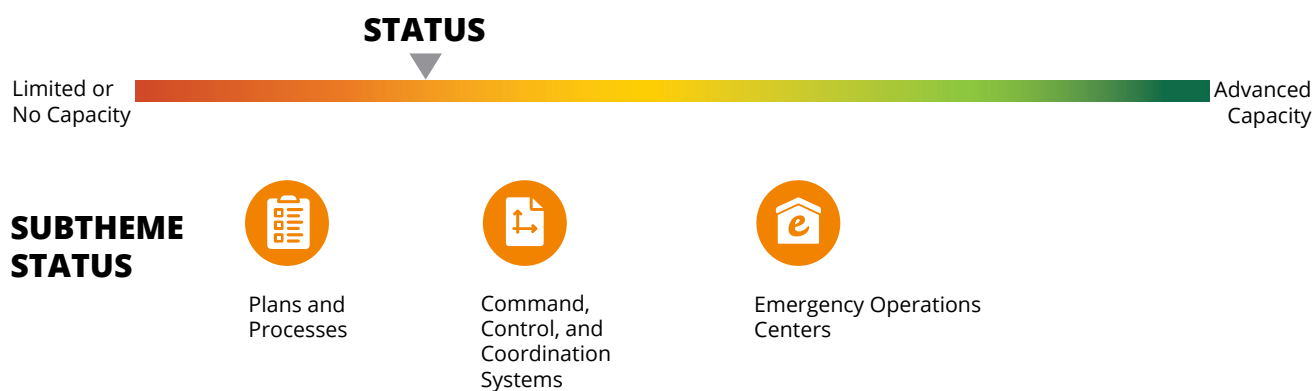 STATUS
Limited or
No Capacity
Advanced
Capacity
SUBTHEME
STATUS
e
Plans and
Processes
Command,
Control, and
Coordination
Systems
Emergency Operations
Centers